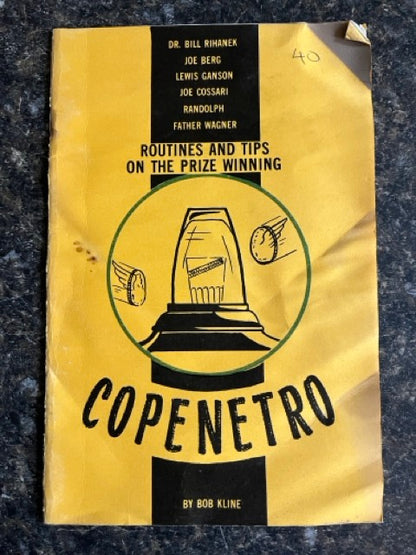 DR. BILL RIHANEK
JOE BERG
LEWIS GANSON
JOE COSSARI
RANDOLPH
FATHER WAGNER
40
ROUTINES AND TIPS
ON THE PRIZE WINNING
COPENETRO
BY BOB KLINE